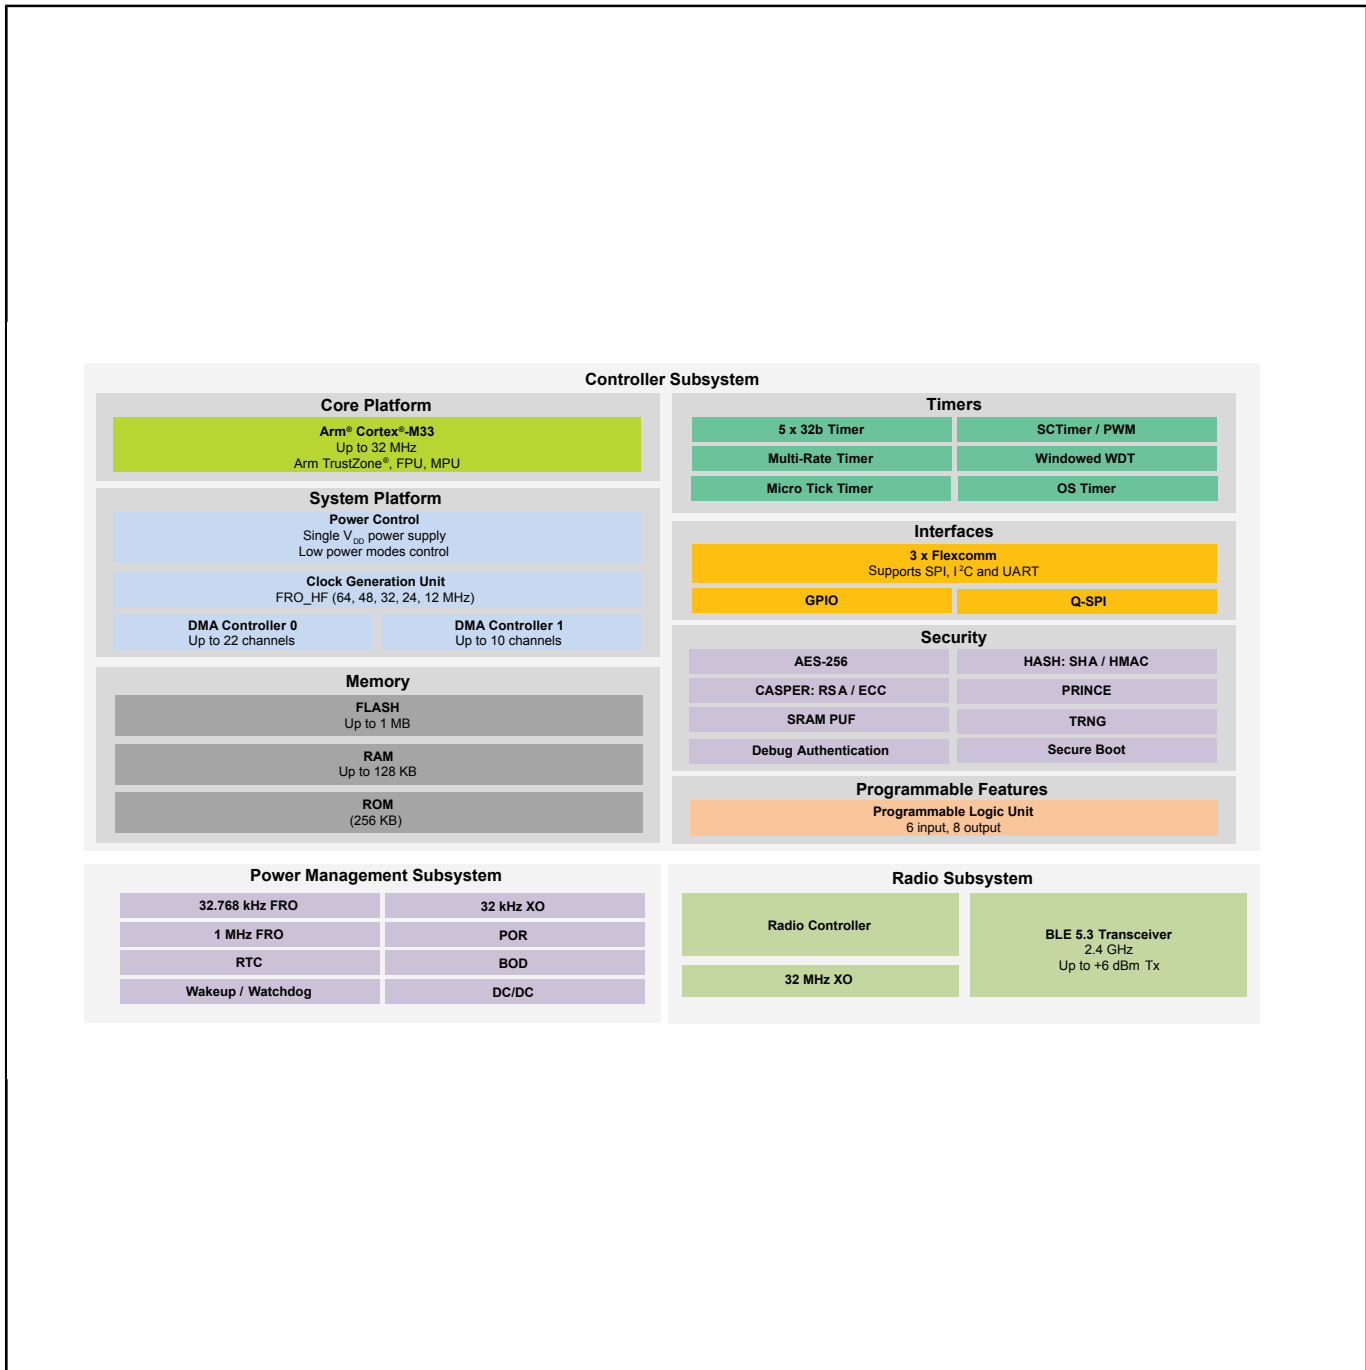 Controller Subsystem
Core Platform
Arm® Cortex®-M33
Up to 32 MHz
Arm TrustZone®, FPU, MPU
System Platform
Power Control
Single VDD power supply
Low power modes control
Clock Generation Unit
FRO_HF (64, 48, 32, 24, 12 MHz)
DMA Controller 0
Up to 22 channels
DMA Controller 1
Up to 10 channels
Memory
FLASH
Up to 1 MB
RAM
Up to 128 KB
ROM
(256 KB)
Timers
5 x 32b Timer
SCTimer / PWM
Multi-Rate Timer
Windowed WDT
Micro Tick Timer
OS Timer
Interfaces
3 x Flexcomm
Supports SPI, I²C and UART
GPIO
Q-SPI
Security
AES-256
HASH: SHA / HMAC
CASPER: RSA / ECC
PRINCE
SRAM PUF
TRNG
Debug Authentication
Secure Boot
Programmable Features
Programmable Logic Unit
6 input, 8 output
Power Management Subsystem
32.768 kHz FRO
32 kHz XO
1 MHz FRO
POR
RTC
BOD
Wakeup / Watchdog
DC/DC
Radio Subsystem
Radio Controller
32 MHz XO
BLE 5.3 Transceiver
2.4 GHz
Up to +6 dBm Tx